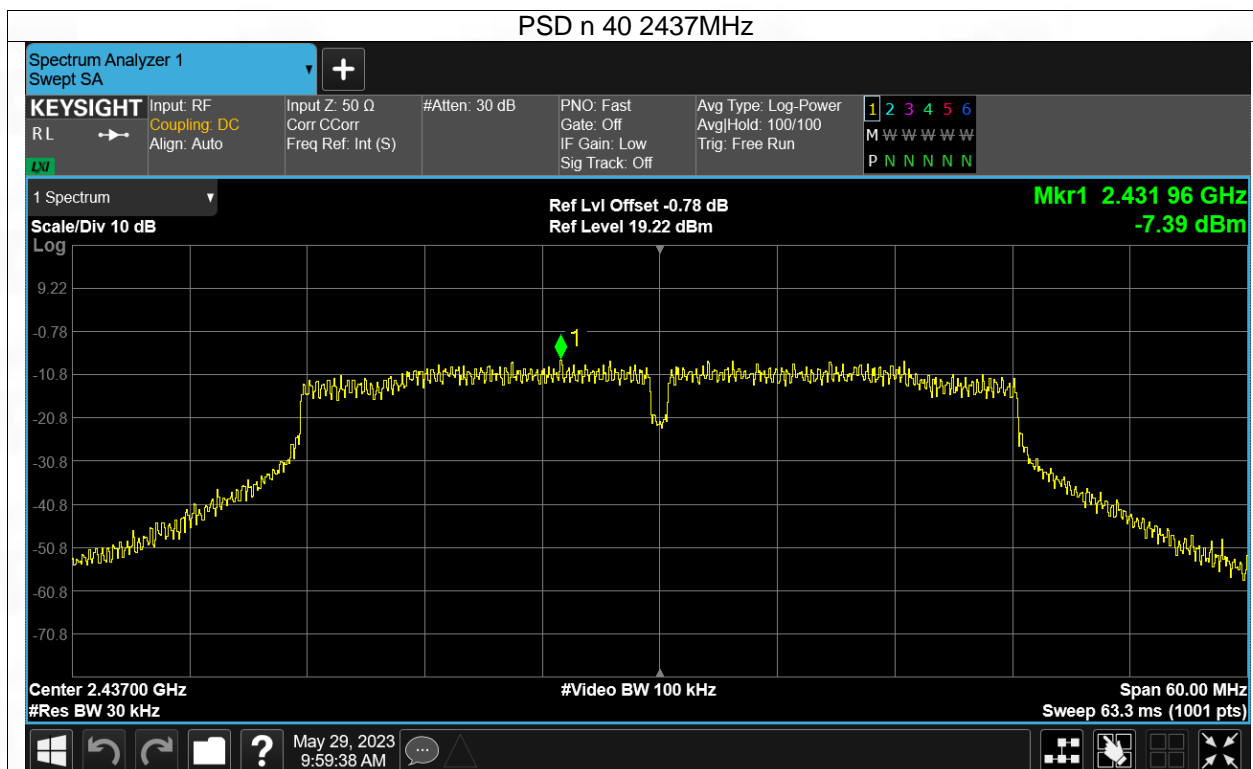 PSD n 40 2437MHz
Spectrum Analyzer 1
Swept SA
+
KEYSIGHT
RL
LXI
Input: RF
Coupling: DC
Align: Auto
Input Z: 50 Ω
Corr CCorr
Freq Ref: Int (S)
#Atten: 30 dB
PNO: Fast
Gate: Off
IF Gain: Low
Sig Track: Off
Avg Type: Log-Power
Avg|Hold: 100/100
Trig: Free Run
1 2 3 4 5 6
M W W W W W
P N N N N N
1 Spectrum
Scale/Div 10 dB
Ref Lvl Offset -0.78 dB
Ref Level 19.22 dBm
Mkr1 2.431 96 GHz
-7.39 dBm
Log
9.22
-0.78
-10.8
-20.8
-30.8
-40.8
-50.8
-60.8
-70.8
1
Center 2.43700 GHz
#Res BW 30 kHz
#Video BW 100 kHz
Span 60.00 MHz
Sweep 63.3 ms (1001 pts)
?
May 29, 2023
9:59:38 AM